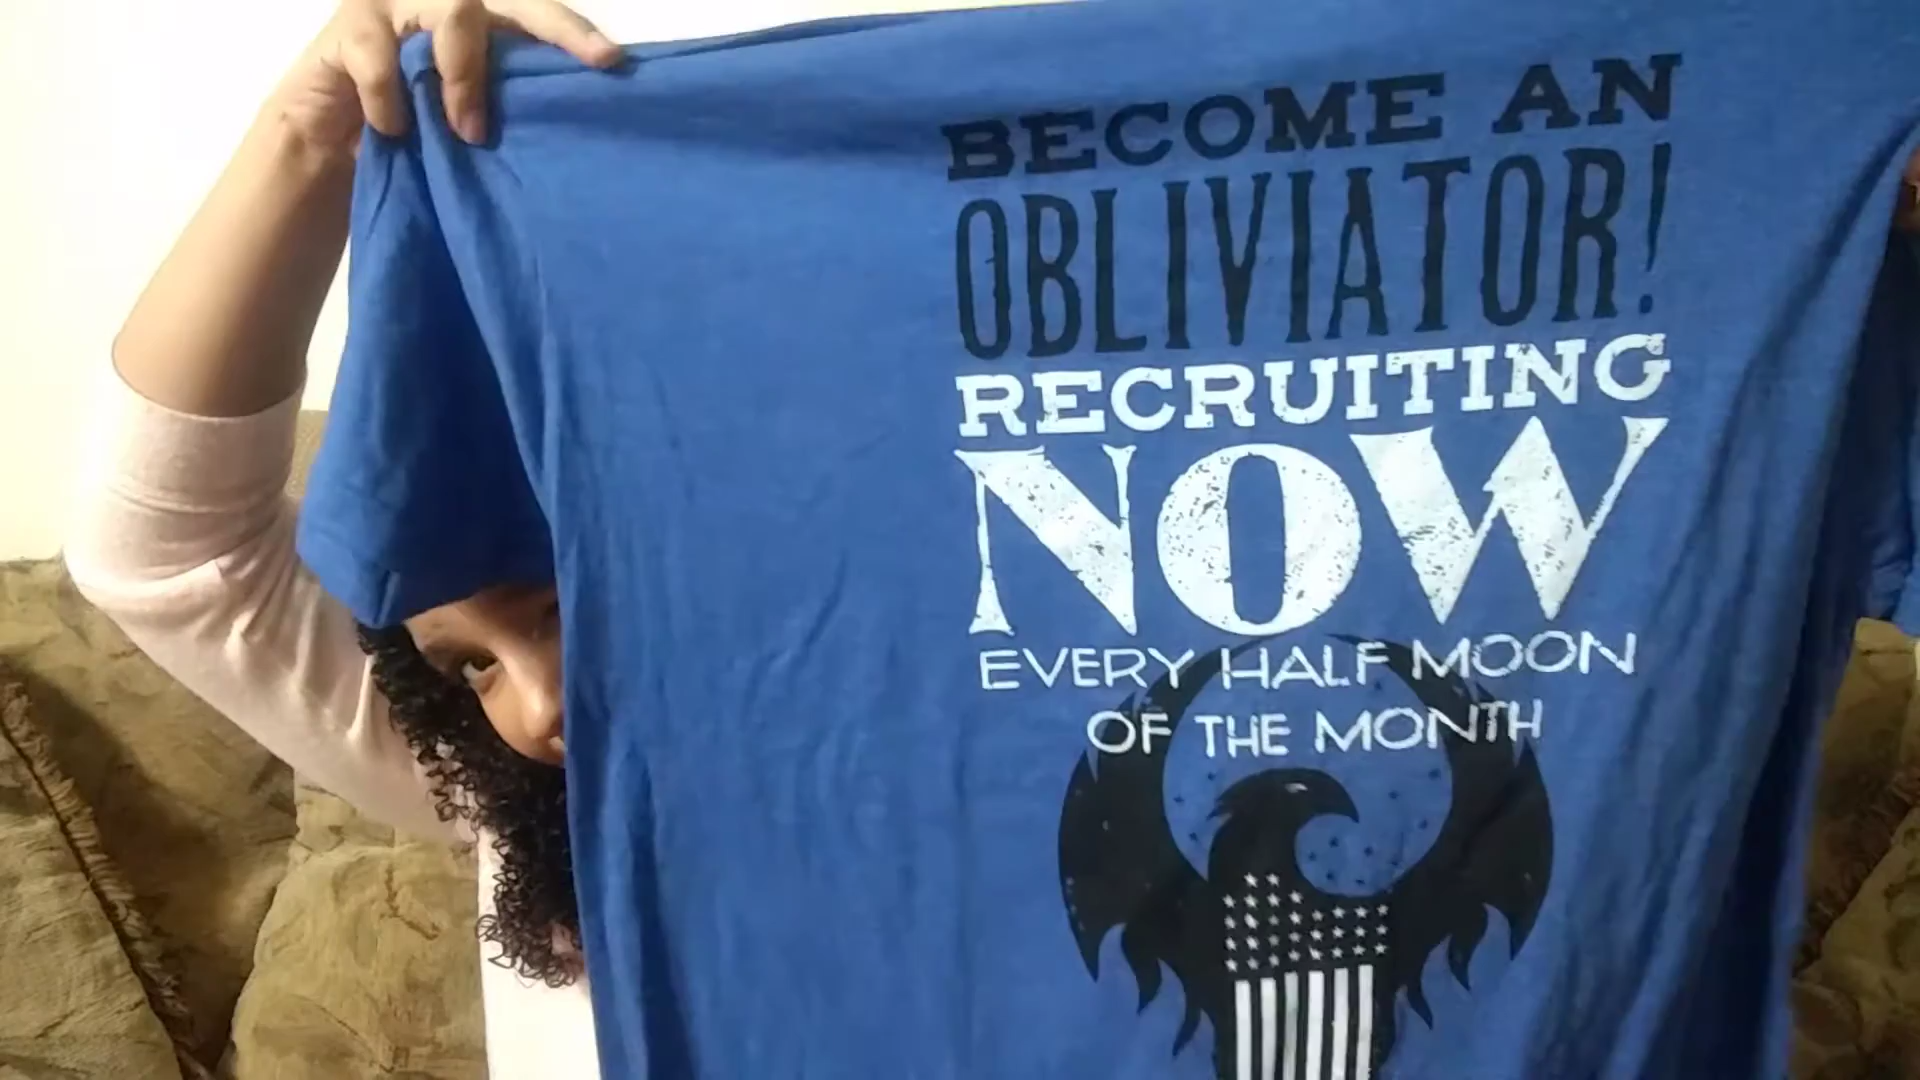 BECOME AN
OBLIVIATOR!
RECRUITING
NOW
EVERY HALF MOON
OF THE MONTH